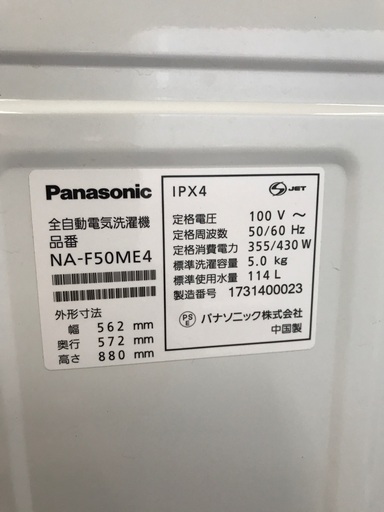 Panasonic
全自動電気洗濯機
品番
NA-F50ME4
外形寸法
幅 562 mm
奥行 572 mm
高さ 880 mm
IPX4
JET
定格電圧 100 V ～
定格周波数 50/60 Hz
定格消費電力 355/430 W
標準洗濯容量 5.0 kg
標準使用水量 114 L
製造番号 1731400023
PS
E
パナソニック株式会社
中国製